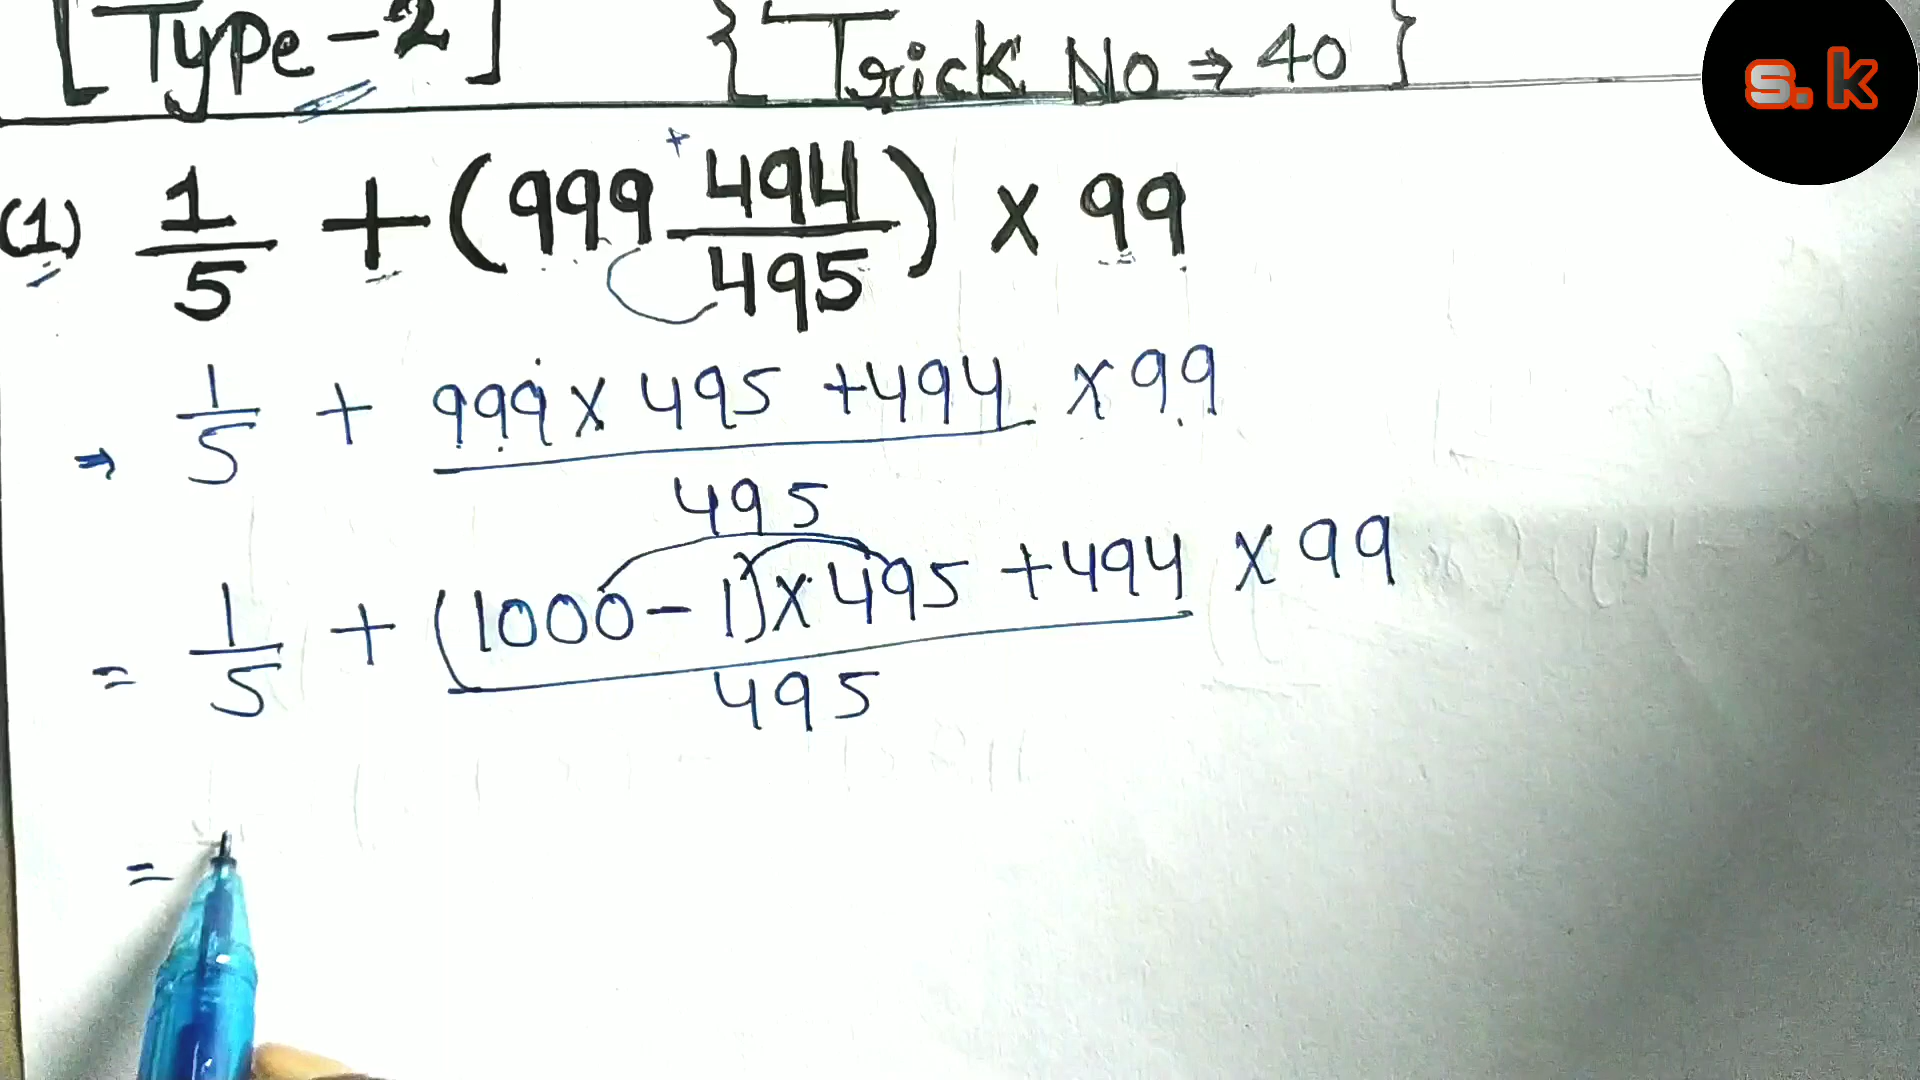 [Type-2] {Trick No ⇒ 40}
s.k
(1) 1/5 + (999 + 494/495) × 99
⇒ 1/5 + 999 × 495 + 494 / 495 × 99
= 1/5 + (1000 - 1) × 495 + 494 / 495 × 99
=